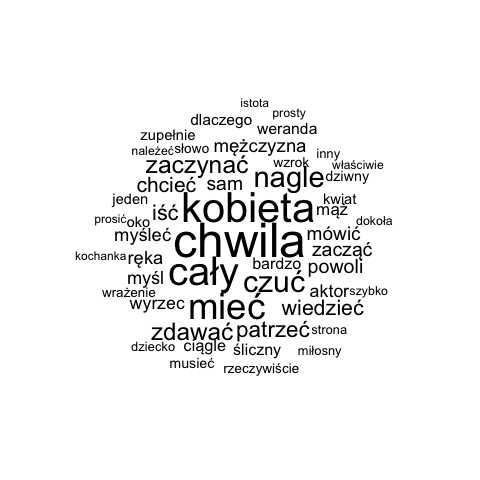 istota
prosty
dlaczego
weranda
zupełnie
mężczyzna
należeć słowo
wzrok inny
zaczynać
właściwie
nagle dziwny
chcieć sam
jeden
kobieta kwiat
mąż
iść
prosić oko
dokoła
myśleć
chwila mówić
zacząć
kochanka ręka
cały bardzo powoli
myśl
czuć
wrażenie
aktor szybko
wyrzec
mieć wiedzieć
zdawać patrzeć strona
dziecko ciągle śliczny miłosny
musieć rzeczywiście